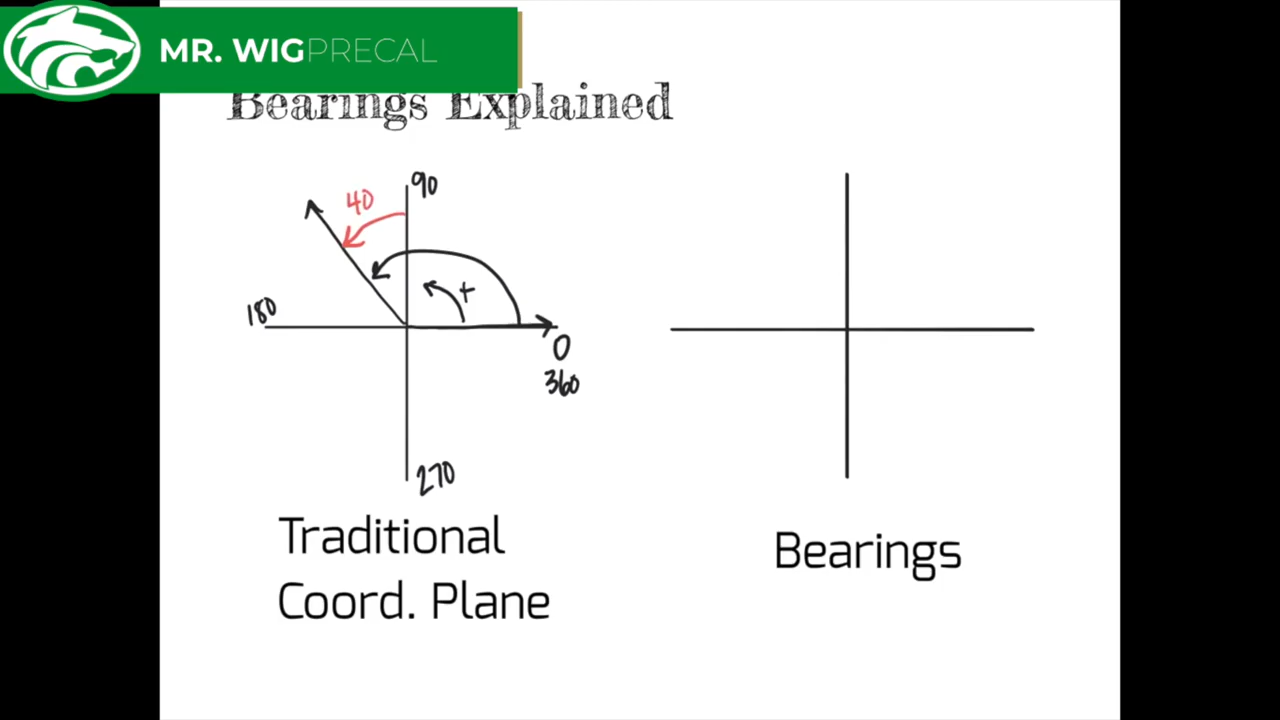 MR. WIGPRECAL
Bearings Explained
40
90
+
180
0
360
270
Traditional
Coord. Plane
Bearings